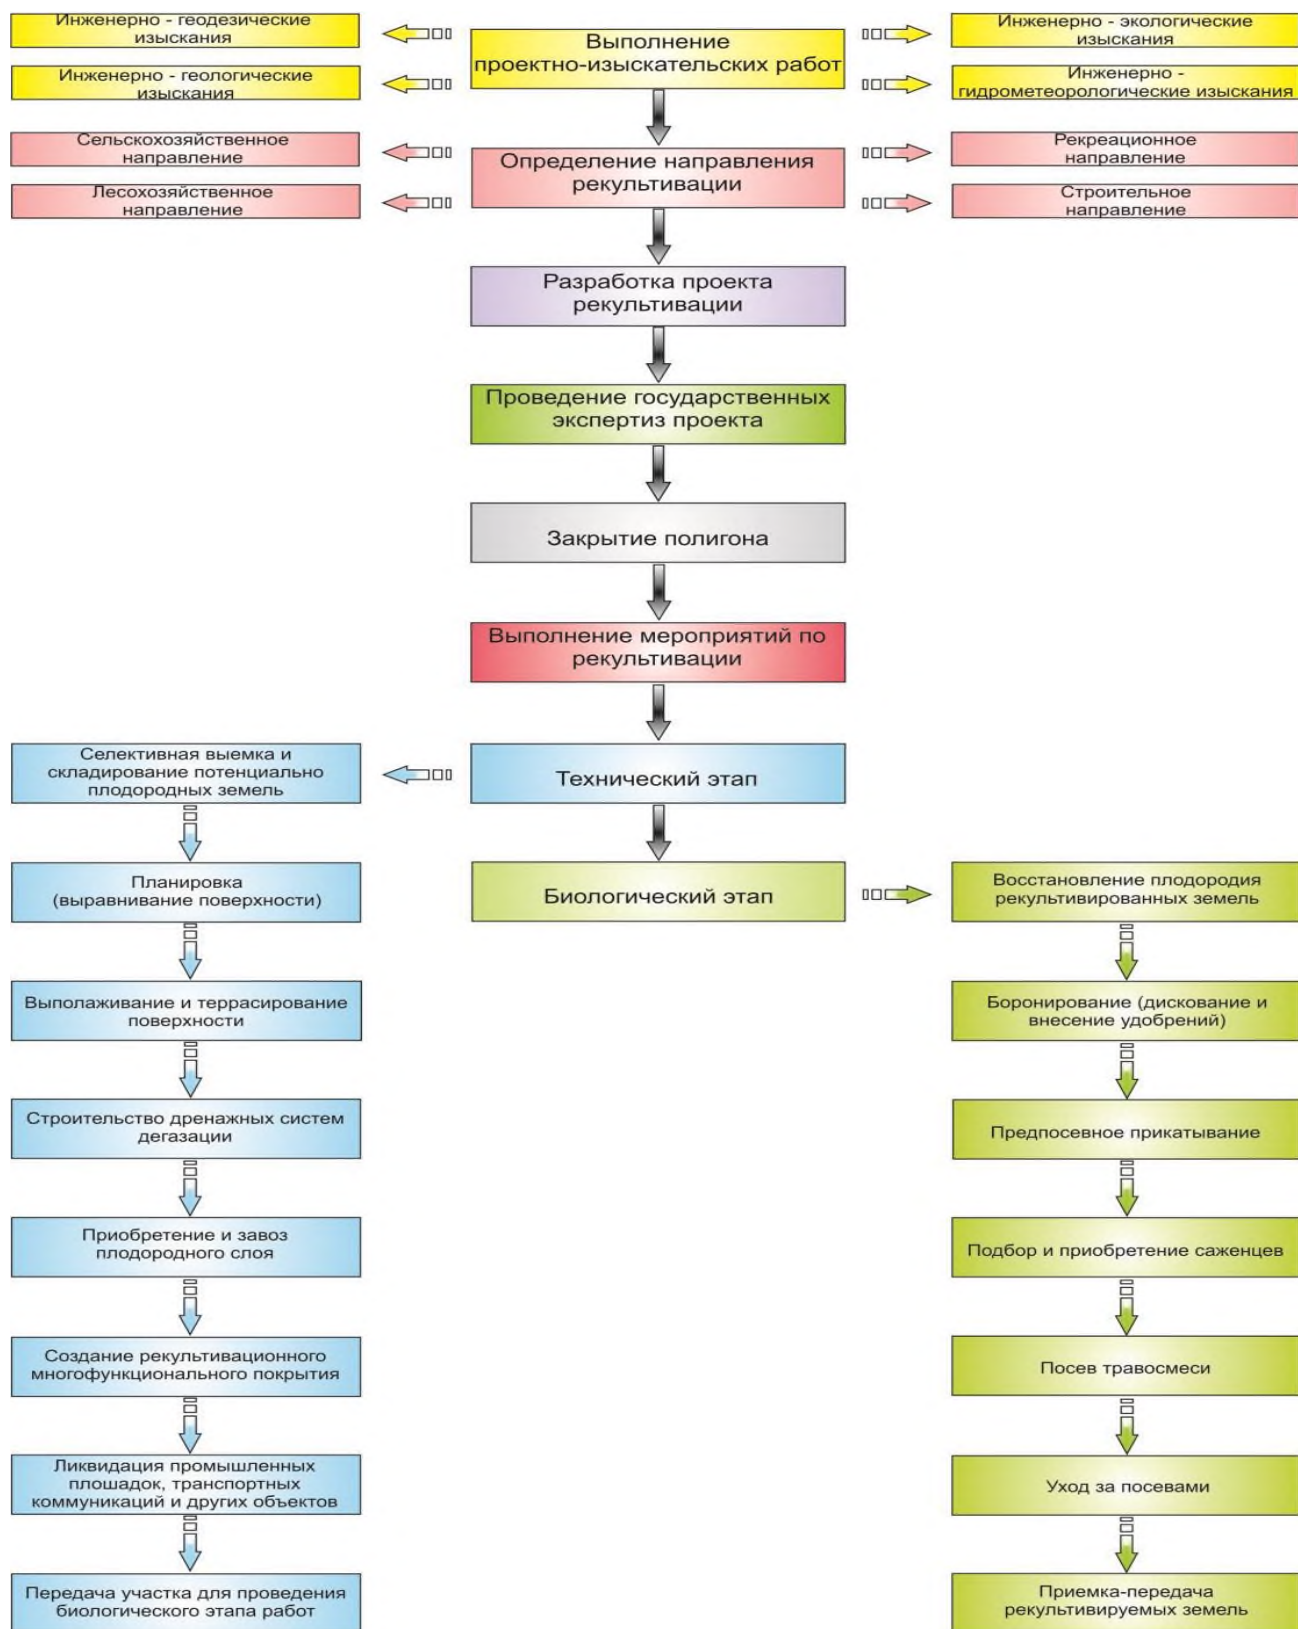 Инженерно - геодезические
изыскания
Выполнение
проектно-изыскательских работ
Инженерно - экологические
изыскания
Инженерно - геологические
изыскания
Инженерно -
гидрометеорологические изыскания
Сельскохозяйственное
направление
Определение направления
рекультивации
Рекреационное
направление
Лесохозяйственное
направление
Строительное
направление
Разработка проекта
рекультивации
Проведение государственных
экспертиз проекта
Закрытие полигона
Выполнение мероприятий по
рекультивации
Технический этап
Селективная выемка и
складирование потенциально
плодородных земель
Планировка
(выравнивание поверхности)
Выполаживание и террасирование
поверхности
Строительство дренажных систем
дегазации
Приобретение и завоз
плодородного слоя
Создание рекультивационного
многофункционального покрытия
Ликвидация промышленных
плошадок, транспортных
коммуникаций и других объектов
Передача участка для проведения
биологического этапа работ
Биологический этап
Восстановление плодородия
рекультивированных земель
Боронирование (дискование и
внесение удобрений)
Предпосевное прикатывание
Подбор и приобретение саженцев
Посев травосмеси
Уход за посевами
Приемка-передача
рекультивируемых земель